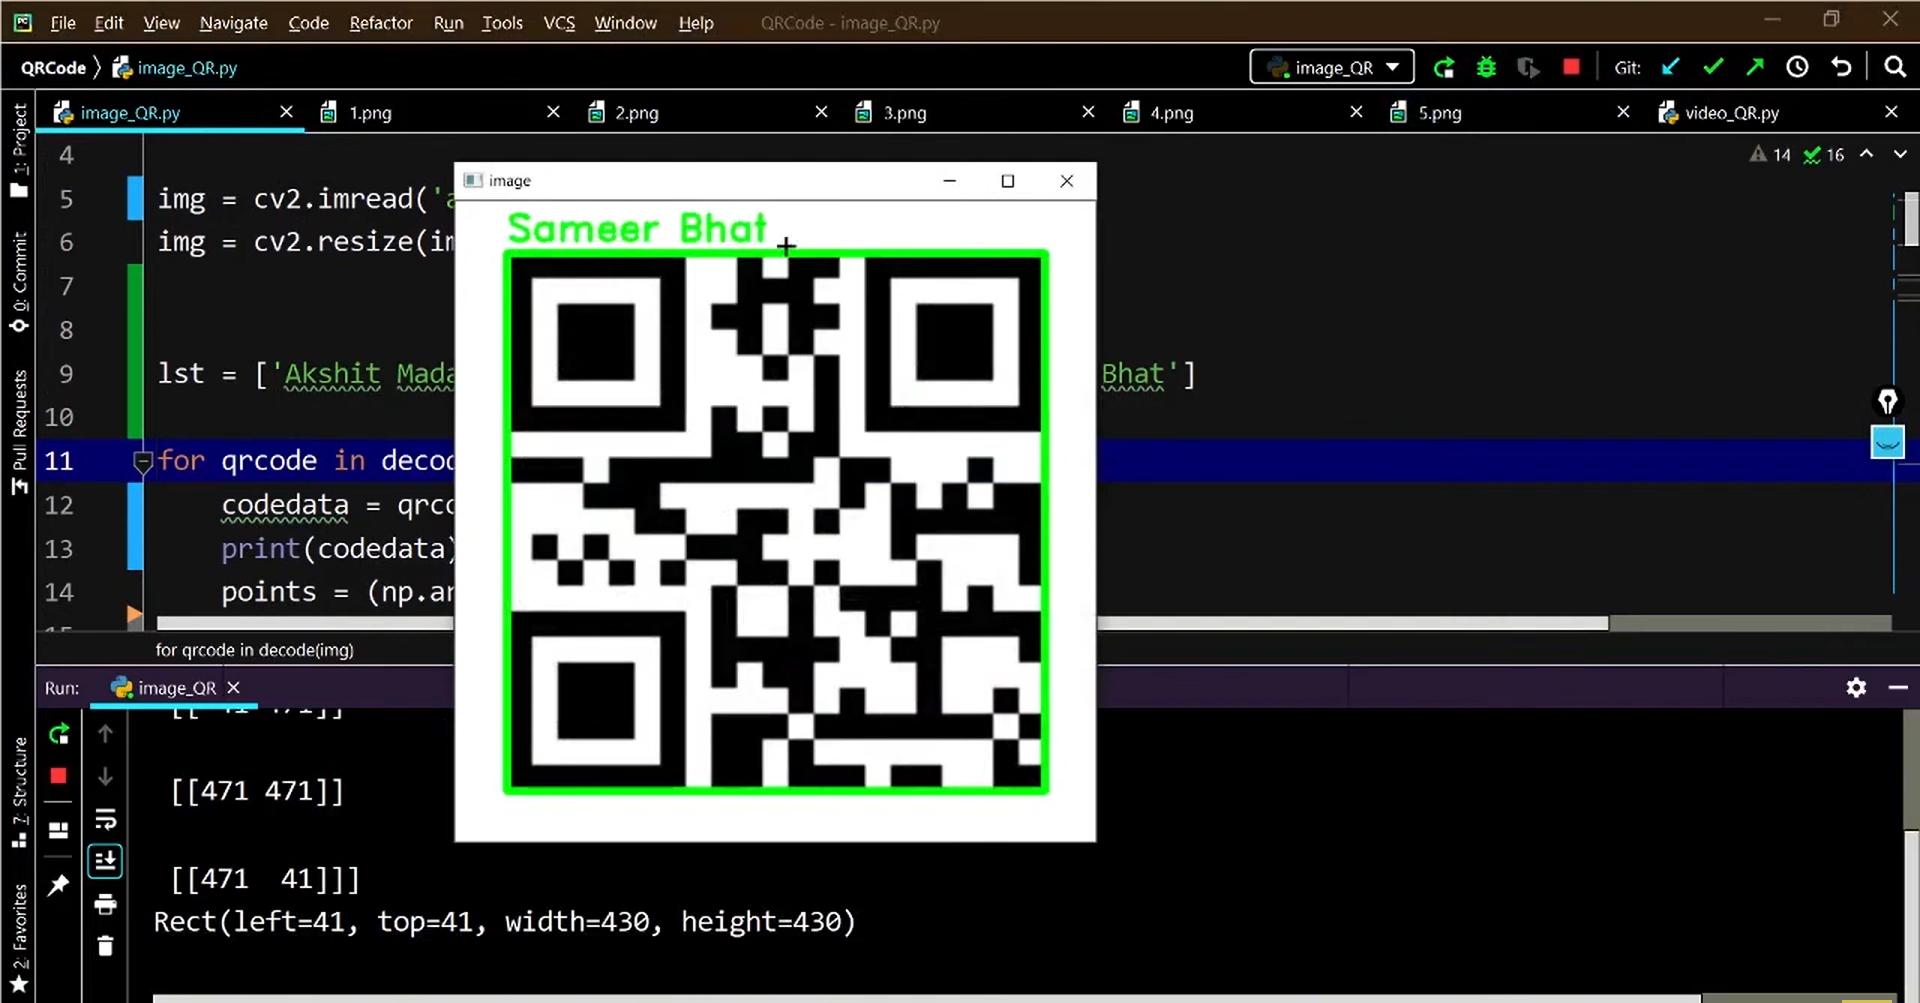 File Edit View Navigate Code Refactor Run Tools VCS Window Help QRCode - image_QR.py
QRCode image_QR.py image_QR Git:
image_QR.py 1.png 2.png 3.png 4.png 5.png video_QR.py
1: Project
0: Commit
Pull Requests
7: Structure
2: Favorites
14 16
4
5 img = cv2.imread('
6 img = cv2.resize(im
7
8
9 lst = ['Akshit Mada Bhat']
10
11 for qrcode in decod
12 codedata = qrco
13 print(codedata)
14 points = (np.ar
image
Sameer Bhat
for qrcode in decode(img)
Run: image_QR
[[471 471]]
[[471 41]]]
Rect(left=41, top=41, width=430, height=430)